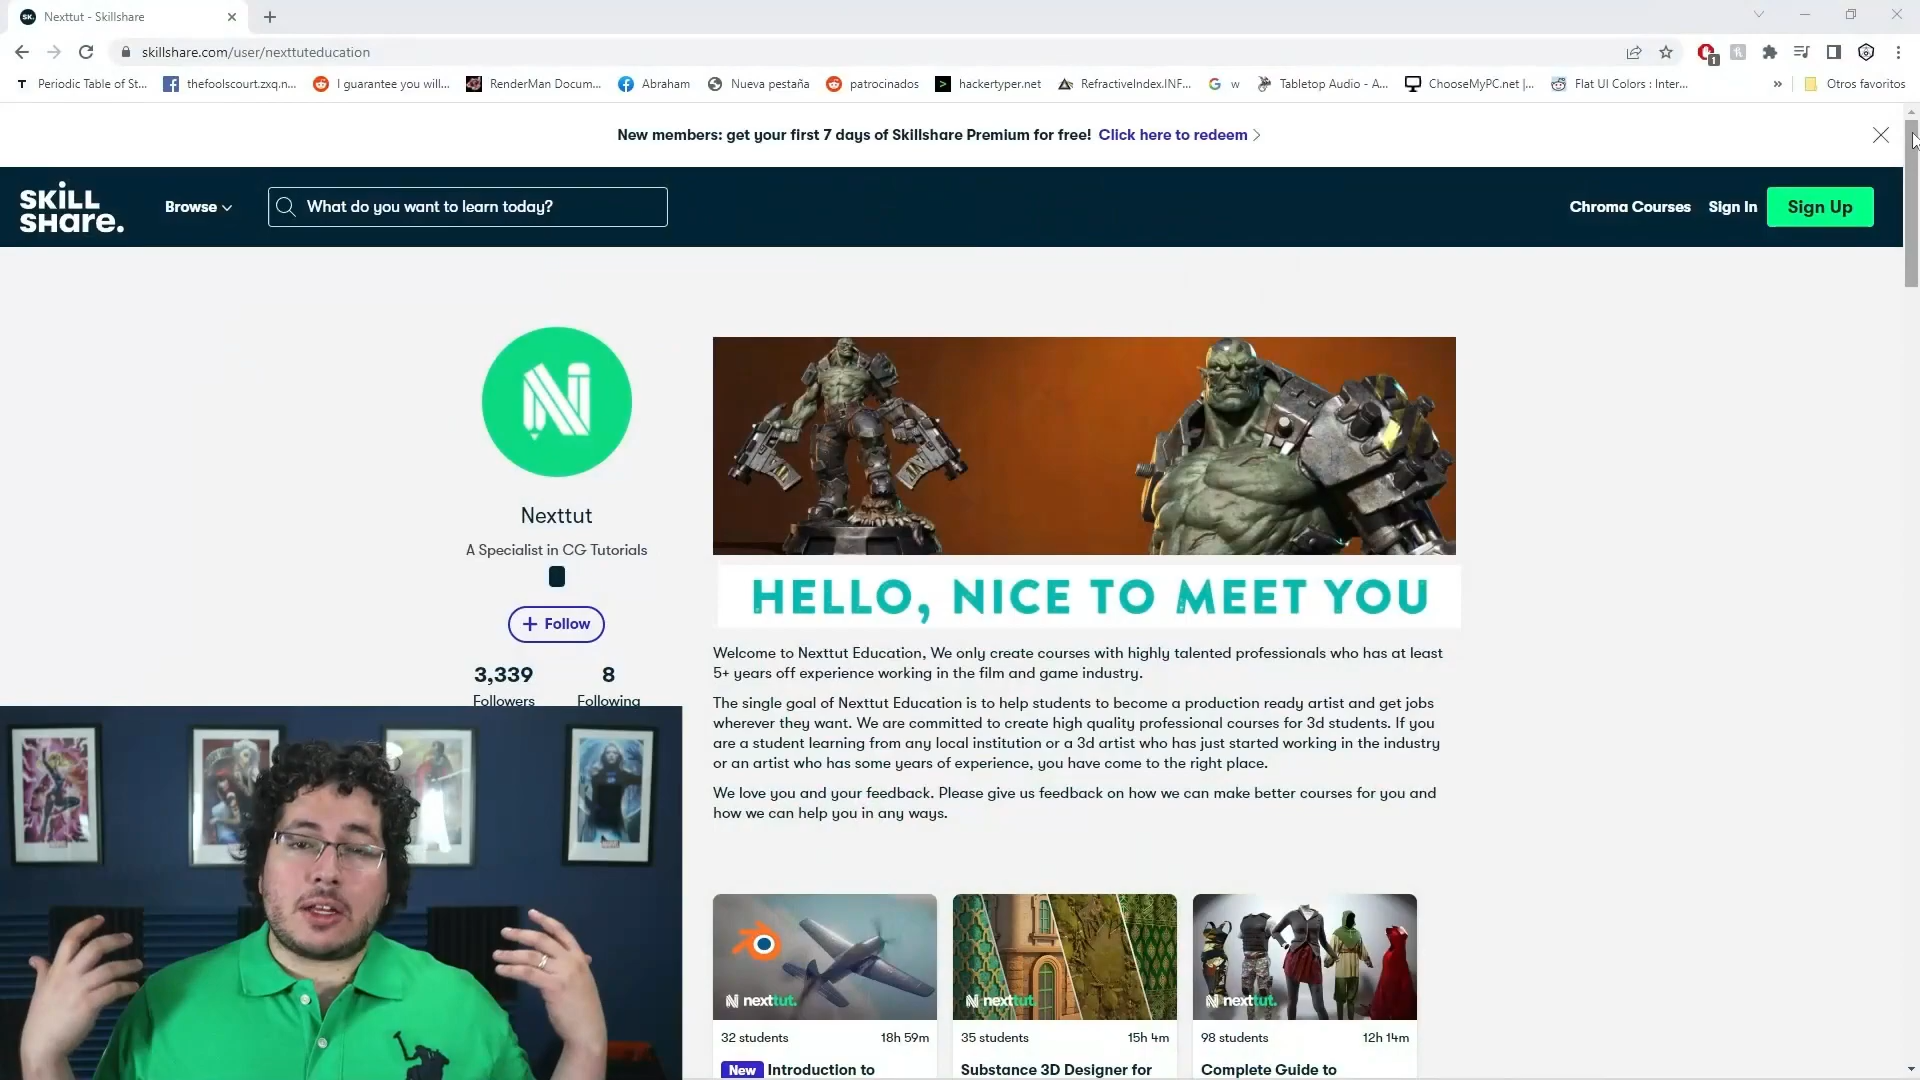 Nexttut - Skillshare
skillshare.com/user/nexttuteducation
1
Periodic Table of St...
thefoolscourt.zxq.n...
I guarantee you will...
RenderMan Docum...
Abraham
Nueva pestaña
patrocinados
hackertyper.net
RefractiveIndex.INF...
w
Tabletop Audio - A...
ChooseMyPC.net |...
Flat UI Colors : Inter...
»
Otros favoritos
New members: get your first 7 days of Skillshare Premium for free! Click here to redeem
SKiLL
SHare.
Browse
What do you want to learn today?
Chroma Courses
Sign In
Sign Up
N
Nexttut
A Specialist in CG Tutorials
+ Follow
3,339
Followers
8
Following
HELLO, NICE TO MEET YOU
Welcome to Nexttut Education, We only create courses with highly talented professionals who has at least
5+ years off experience working in the film and game industry.
The single goal of Nexttut Education is to help students to become a production ready artist and get jobs
wherever they want. We are committed to create high quality professional courses for 3d students. If you
are a student learning from any local institution or a 3d artist who has just started working in the industry
or an artist who has some years of experience, you have come to the right place.
We love you and your feedback. Please give us feedback on how we can make better courses for you and
how we can help you in any ways.
N nexttut.
32 students
18h 59m
New Introduction to
N nexttut.
35 students
15h 4m
Substance 3D Designer for
N nexttut.
98 students
12h 14m
Complete Guide to